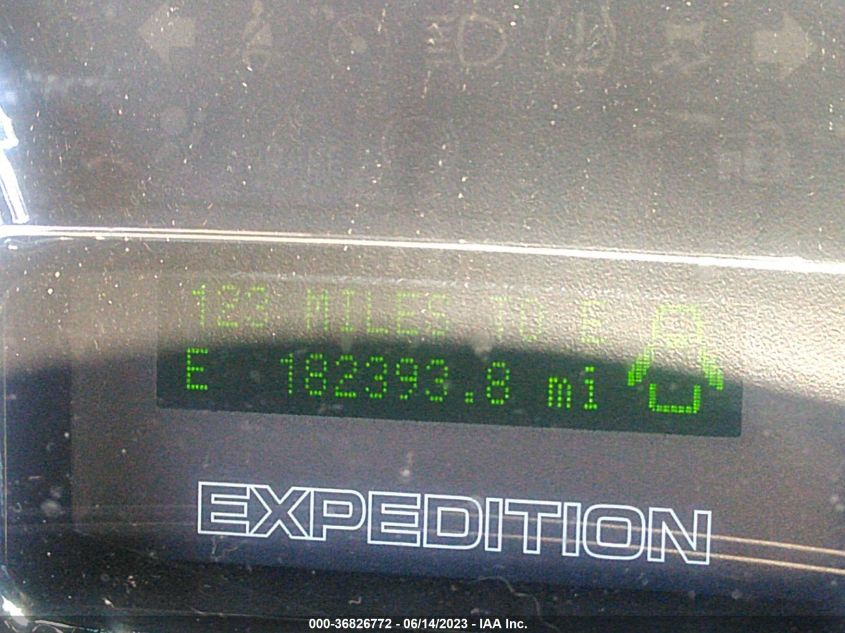 123 MILES TO E
E 182393.8 mi
EXPEDITION
000-36826772 - 06/14/2023 - IAA Inc.